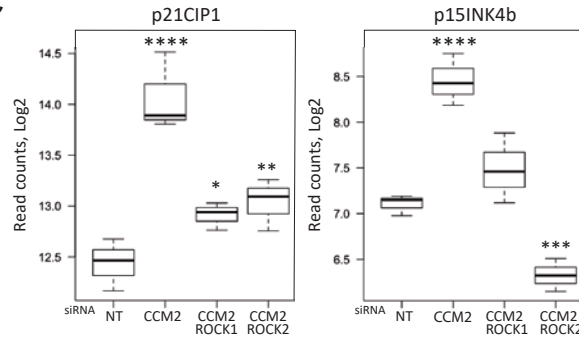 p21CIP1
Read counts, Log2
14.5
14.0
13.5
13.0
12.5
****
*
**
siRNA NT CCM2 CCM2 ROCK1 CCM2 ROCK2
p15INK4b
Read counts, Log2
8.5
8.0
7.5
7.0
6.5
****
***
siRNA NT CCM2 CCM2 ROCK1 CCM2 ROCK2